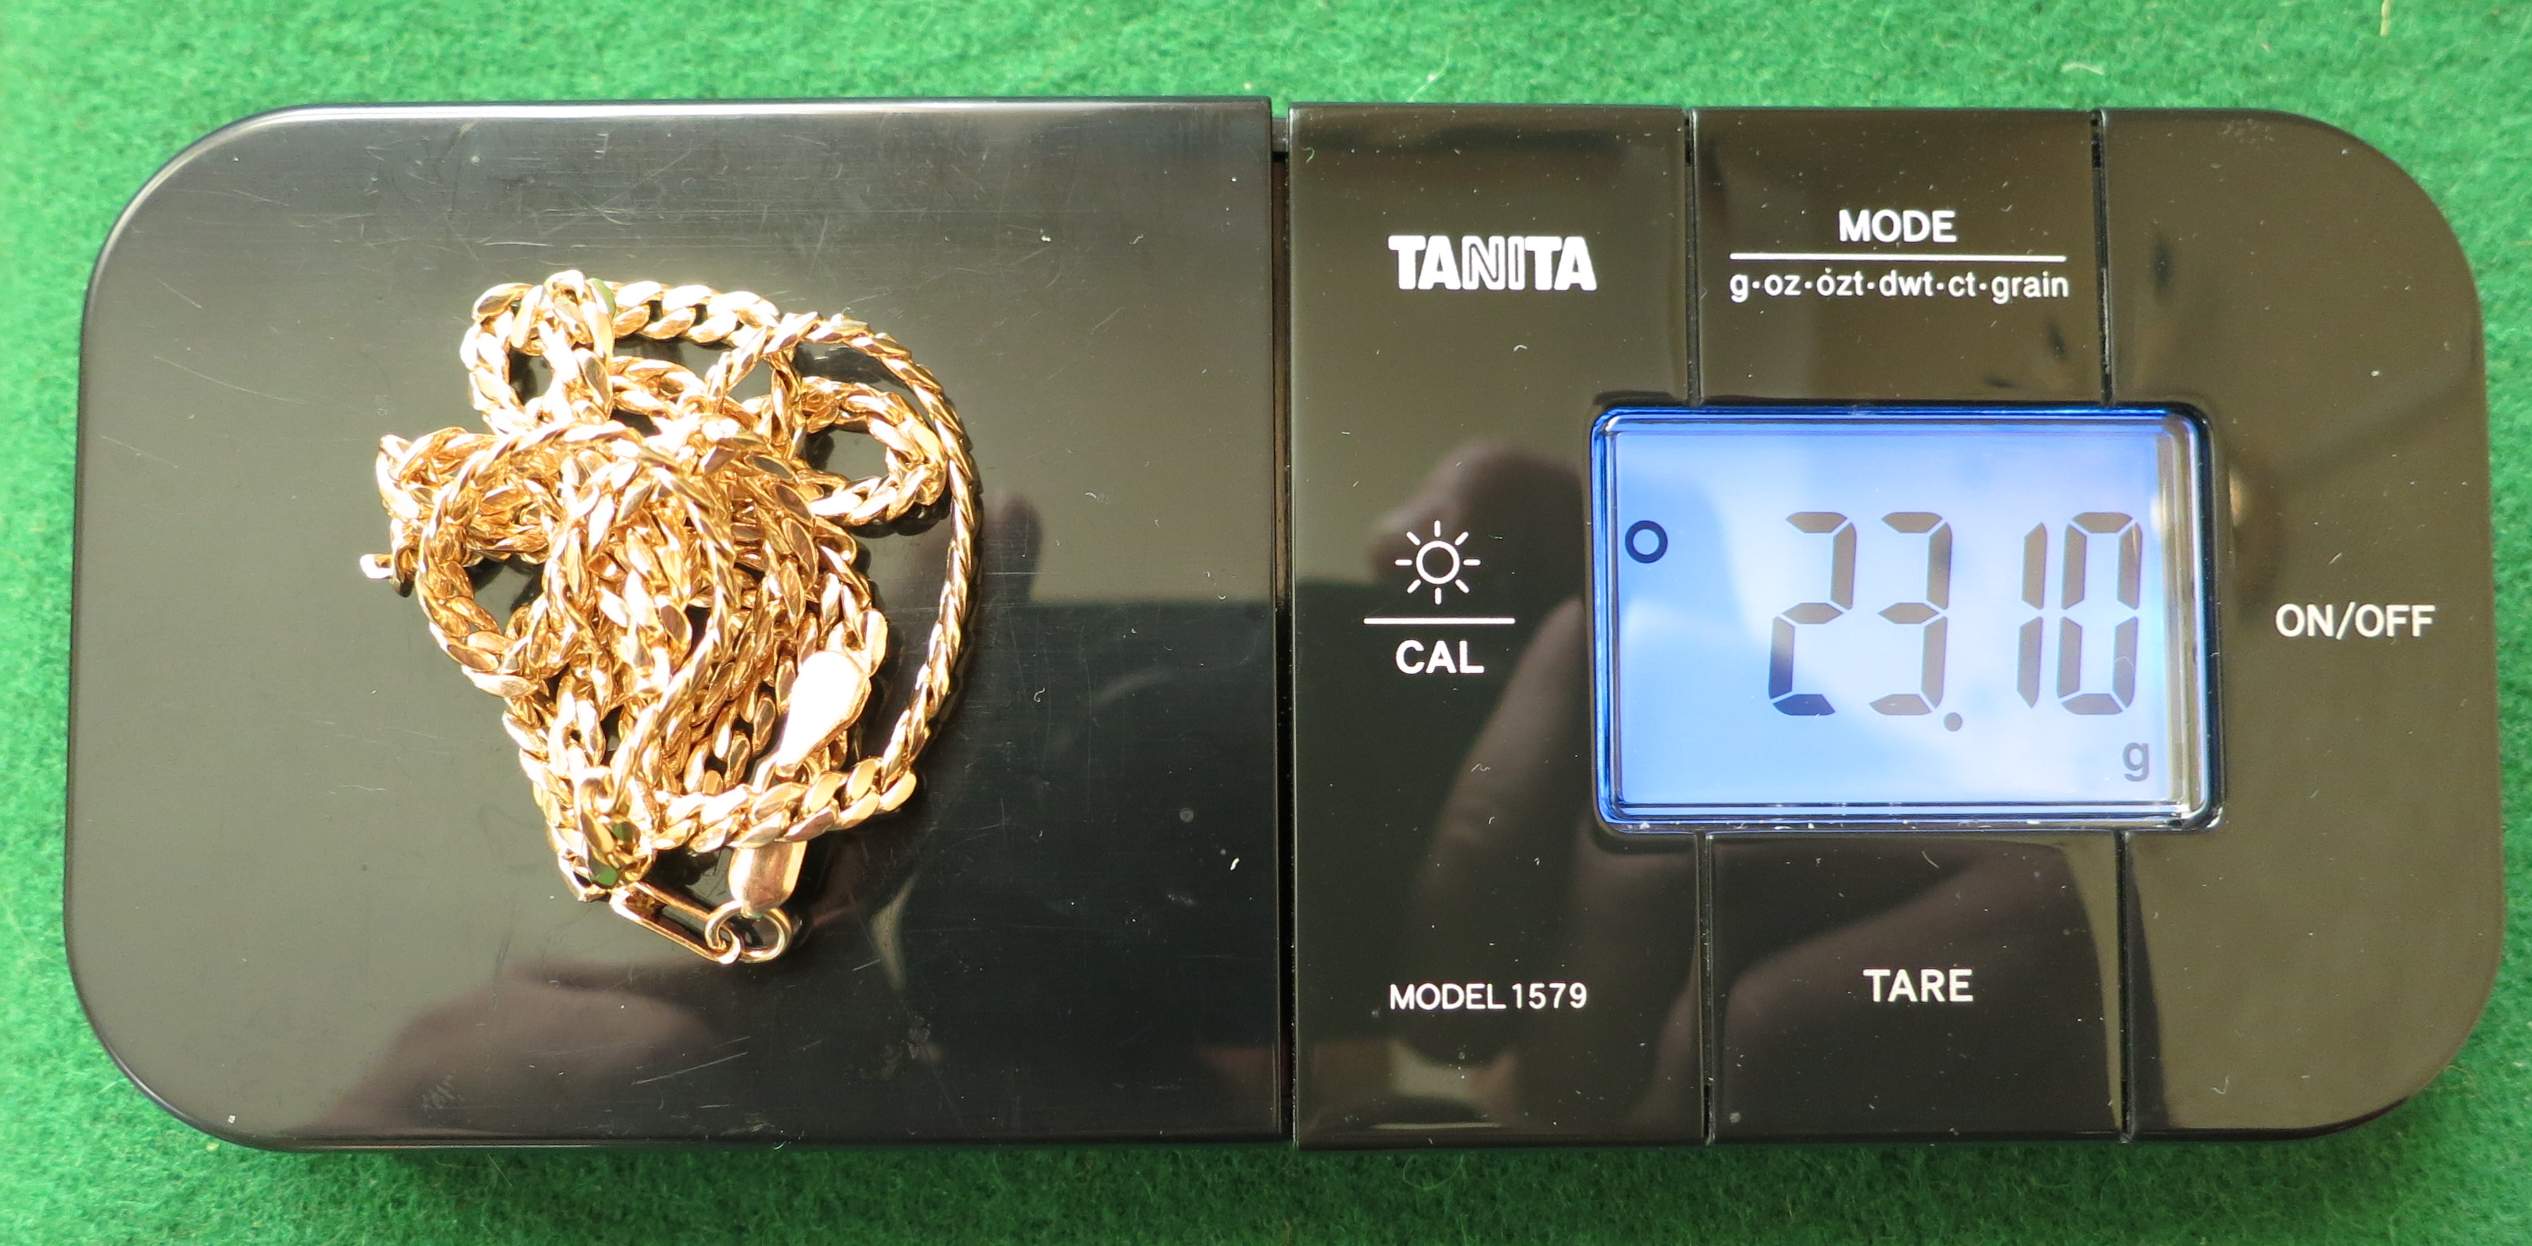 TANITA
MODE
g·oz·ozt·dwt·ct·grain
23.10
g
CAL
ON/OFF
MODEL 1579
TARE